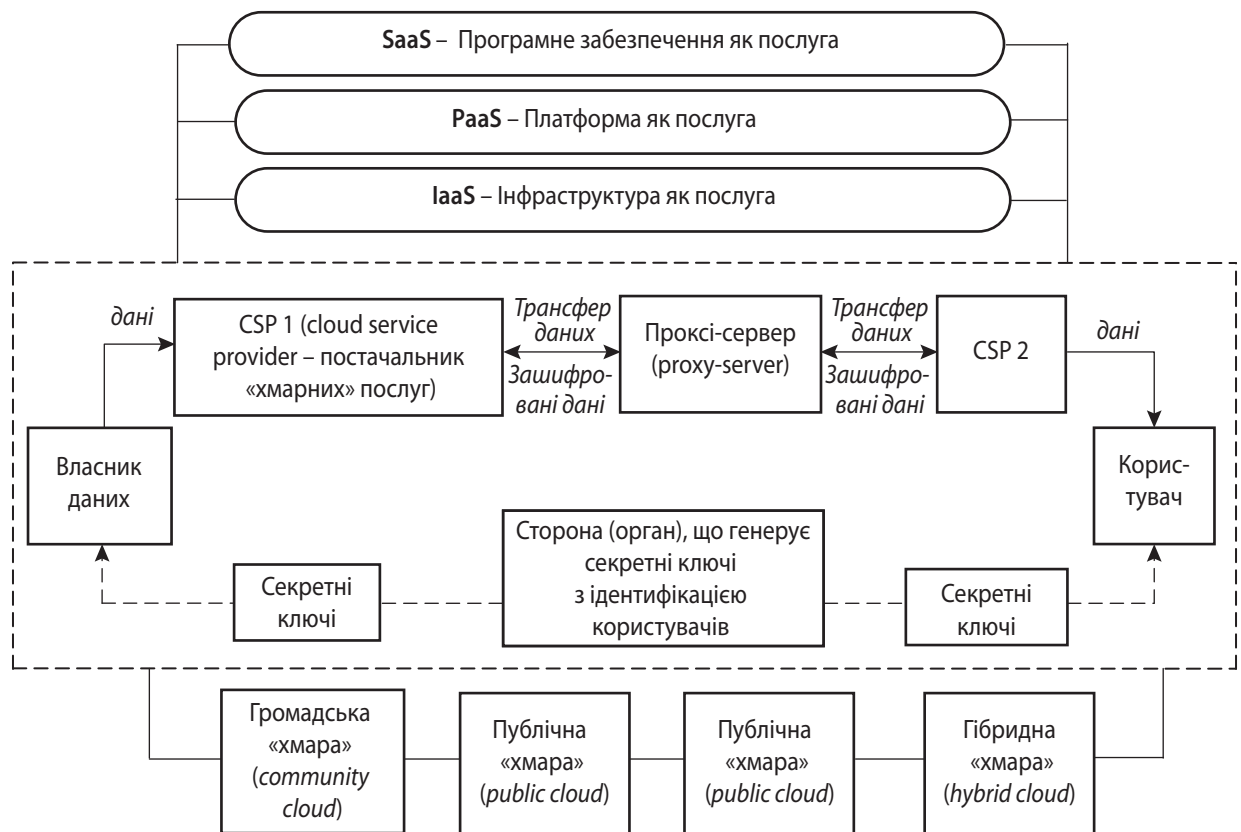 SaaS – Програмне забезпечення як послуга
PaaS – Платформа як послуга
IaaS – Інфраструктура як послуга
дані
CSP 1 (cloud service
provider – постачальник
«хмарних» послуг)
Трансфер
даних
Зашифро-
вані дані
Проксі-сервер
(proxy-server)
Трансфер
даних
Зашифро-
вані дані
CSP 2
дані
Власник
даних
Корис-
тувач
Секретні
ключі
Сторона (орган), що генерує
секретні ключі
з ідентифікацією
користувачів
Секретні
ключі
Громадська
«хмара»
(community
cloud)
Публічна
«хмара»
(public cloud)
Публічна
«хмара»
(public cloud)
Гібридна
«хмара»
(hybrid cloud)